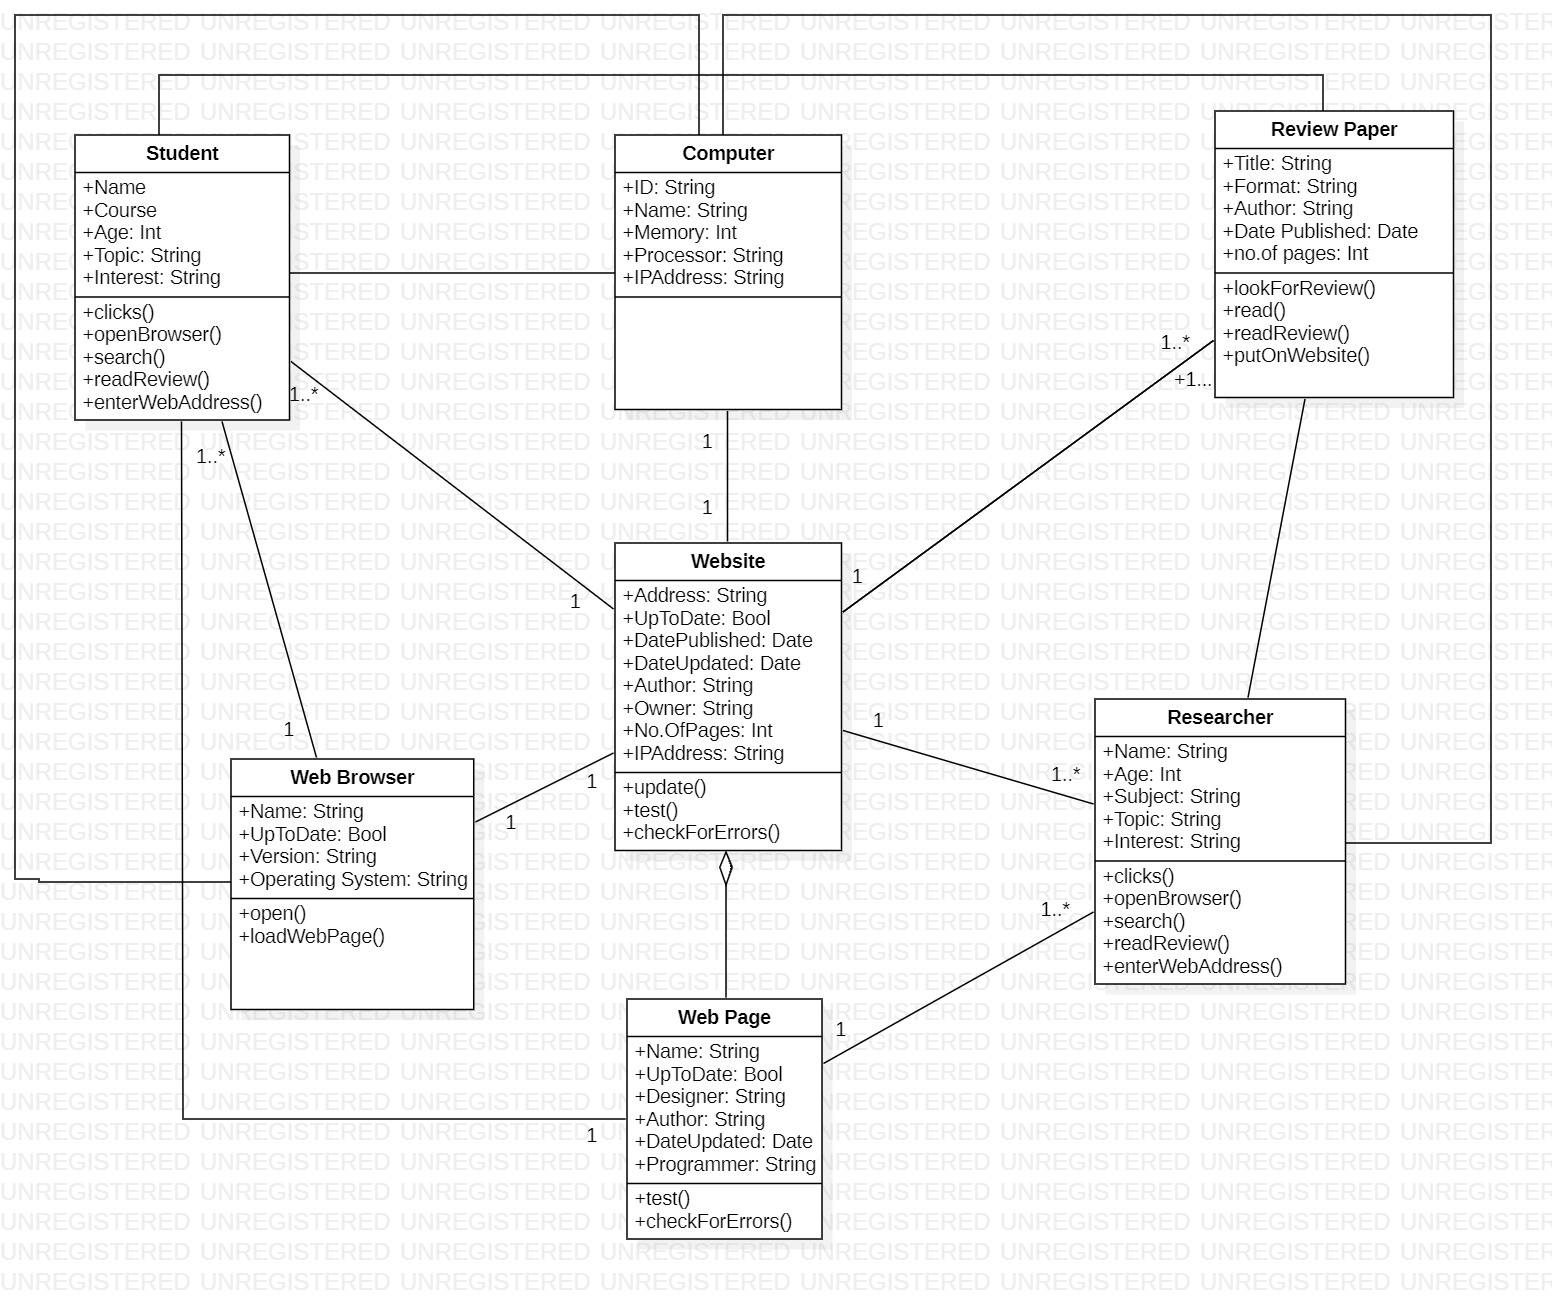 Student
+Name
+Course
+Age: Int
+Topic: String
+Interest: String
+clicks()
+openBrowser()
+search()
+readReview()
+enterWebAddress()
Computer
+ID: String
+Name: String
+Memory: Int
+Processor: String
+IPAddress: String
Review Paper
+Title: String
+Format: String
+Author: String
+Date Published: Date
+no.of pages: Int
+lookForReview()
+read()
+readReview()
+putOnWebsite()
1..*
+1...
1..*
1..*
1
1
1
1
Website
+Address: String
+UpToDate: Bool
+DatePublished: Date
+DateUpdated: Date
+Author: String
+Owner: String
+No.OfPages: Int
+IPAddress: String
+update()
+test()
+checkForErrors()
1
1
1
1
1..*
Web Browser
+Name: String
+UpToDate: Bool
+Version: String
+Operating System: String
+open()
+loadWebPage()
Researcher
+Name: String
+Age: Int
+Subject: String
+Topic: String
+Interest: String
+clicks()
+openBrowser()
+search()
+readReview()
+enterWebAddress()
1..*
1
1
Web Page
+Name: String
+UpToDate: Bool
+Designer: String
+Author: String
+DateUpdated: Date
+Programmer: String
+test()
+checkForErrors()
UNREGISTERED